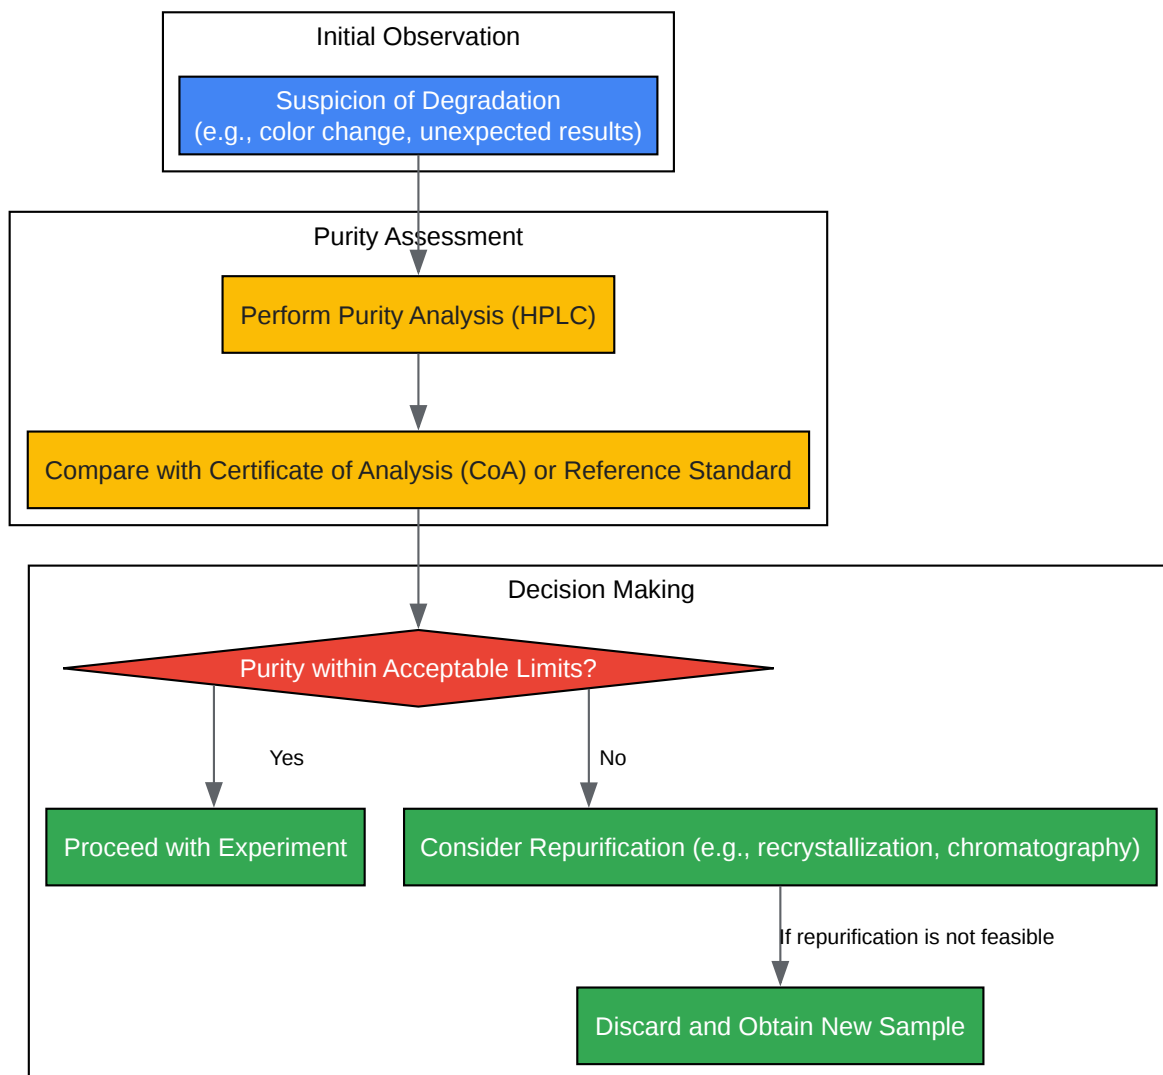 Initial Observation
Suspicion of Degradation
(e.g., color change, unexpected results)
Purity Assessment
Perform Purity Analysis (HPLC)
Compare with Certificate of Analysis (CoA) or Reference Standard
Decision Making
Purity within Acceptable Limits?
Yes
No
Proceed with Experiment
Consider Repurification (e.g., recrystallization, chromatography)
If repurification is not feasible
Discard and Obtain New Sample